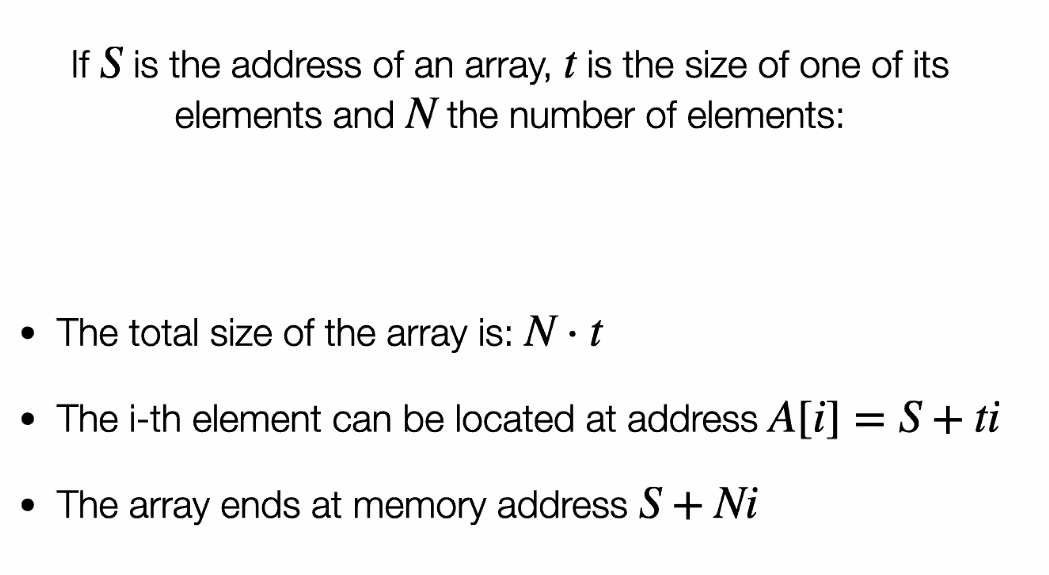 If S is the address of an array, t is the size of one of its
elements and N the number of elements:
• The total size of the array is: N · t
• The i-th element can be located at address A[i] = S + ti
• The array ends at memory address S + Ni